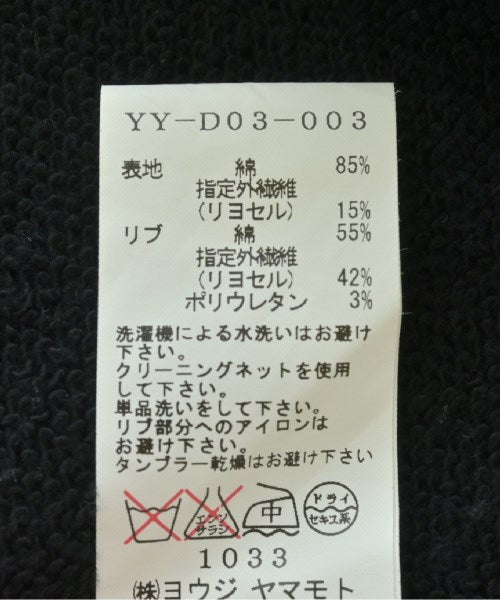 YY-D03-003
表地 綿 85%
指定外繊維
(リヨセル) 15%
リブ 綿 55%
指定外繊維
(リヨセル) 42%
ポリウレタン 3%
洗濯機による水洗いはお避け
下さい。
クリーニングネットを使用
して下さい。
単品洗いをして下さい。
リブ部分へのアイロンは
お避け下さい。
タンブラー乾燥はお避け下さい
エンソ
サラシ
中
ドライ
セキユ系
1033
㈱ヨウジ ヤマモト